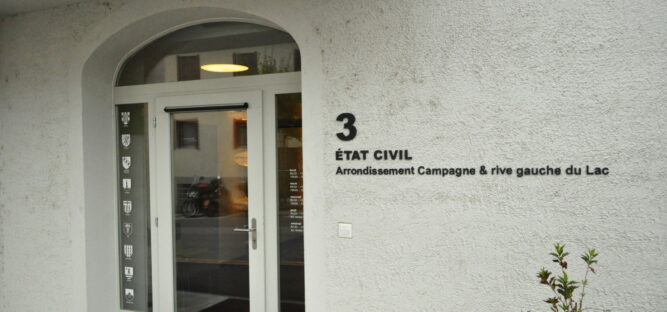 3
ÉTAT CIVIL
Arrondissement Campagne & rive gauche du Lac